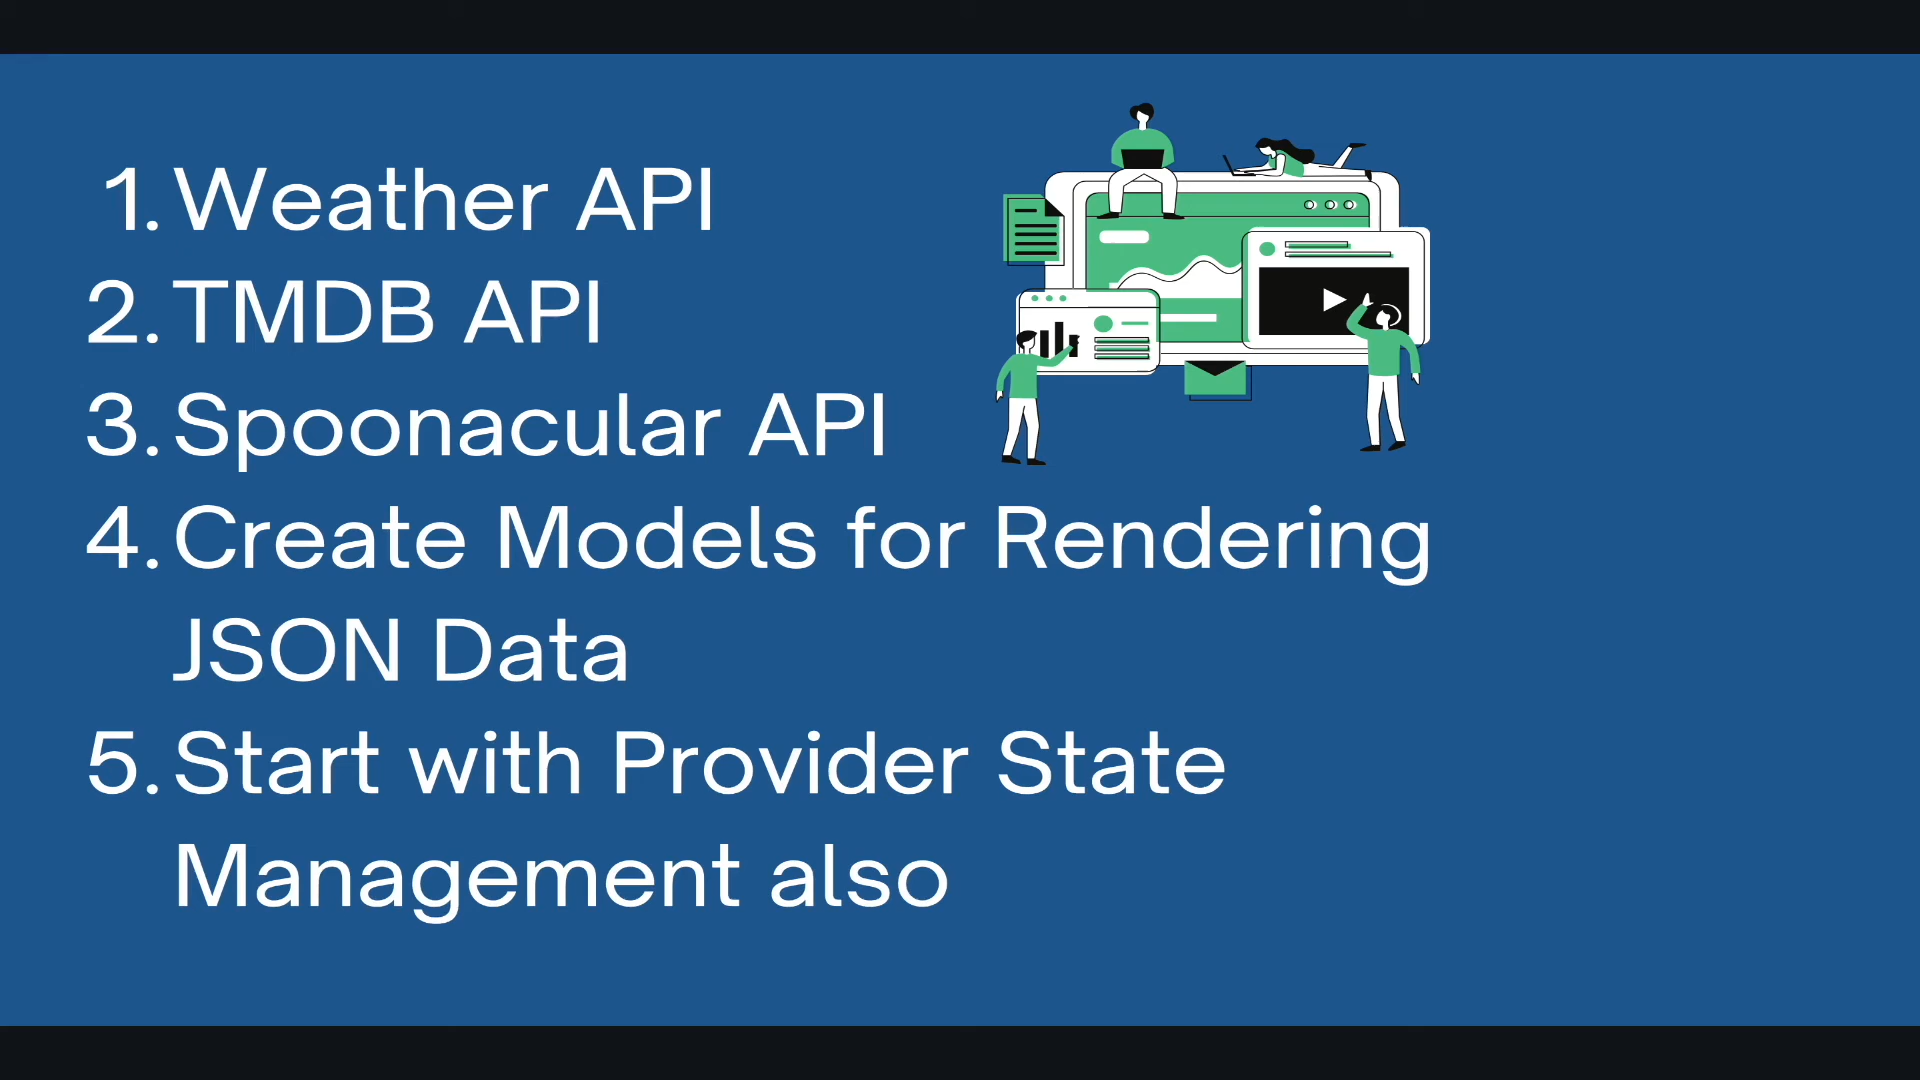 1. Weather API
2. TMDB API
3. Spoonacular API
4. Create Models for Rendering
JSON Data
5. Start with Provider State
Management also